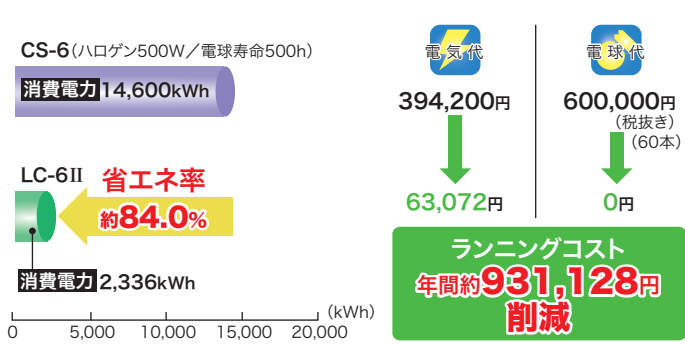 CS-6（ハロゲン500W／電球寿命500h）
消費電力 14,600kWh
LC-6Ⅱ
省エネ率
約84.0%
消費電力 2,336kWh
（kWh）
0 5,000 10,000 15,000 20,000
電気代
394,200円
63,072円
電球代
600,000円
（税抜き）
（60本）
0円
ランニングコスト
年間約931,128円
削減